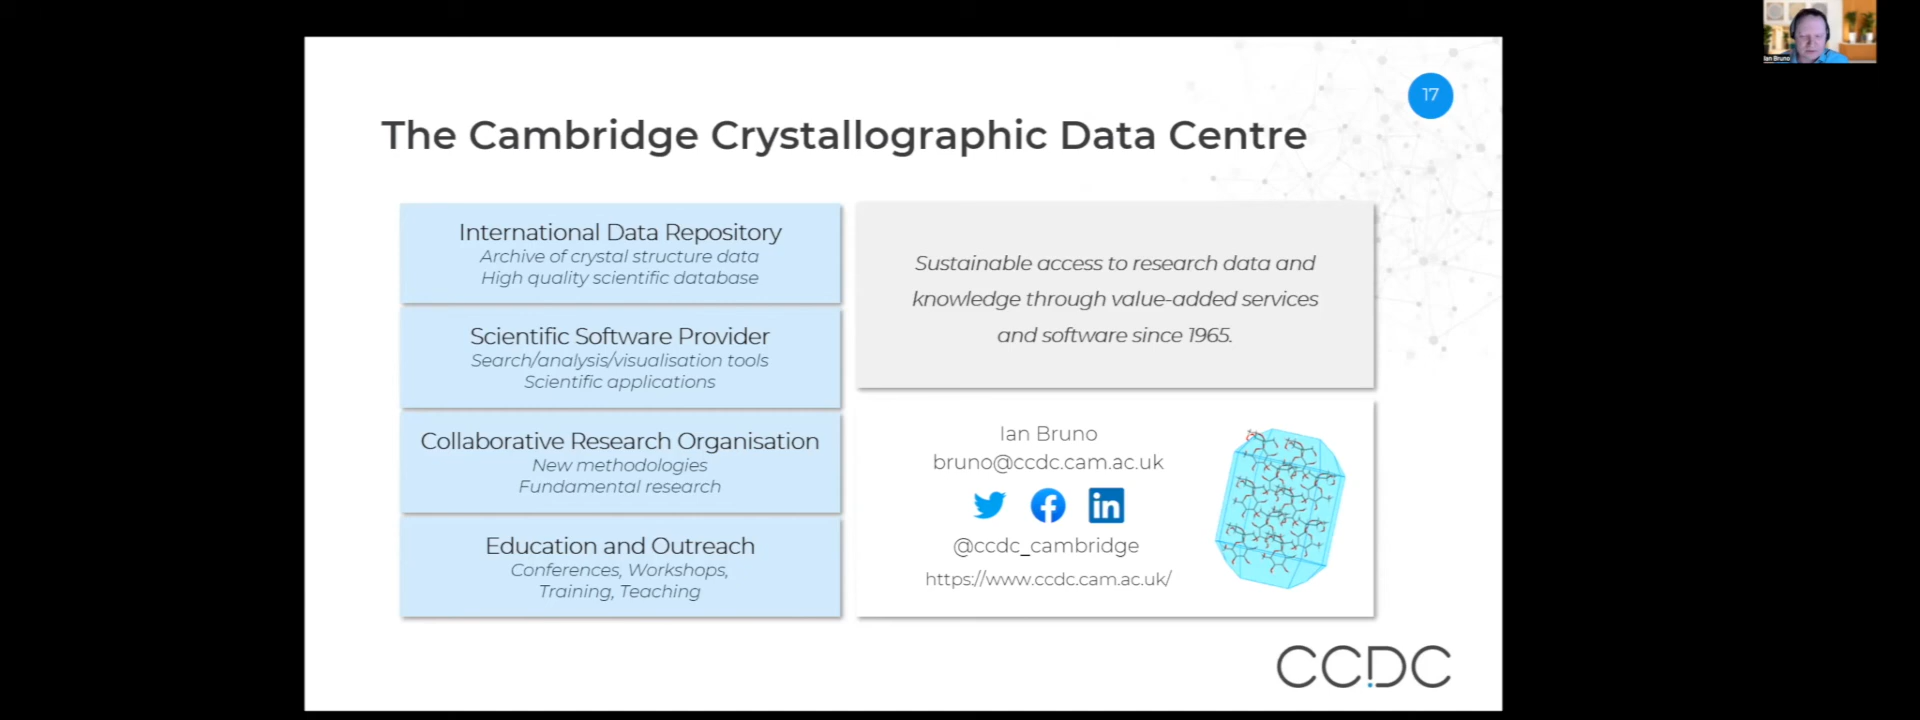 Ian Bruno
17
The Cambridge Crystallographic Data Centre
International Data Repository
Archive of crystal structure data
High quality scientific database
Scientific Software Provider
Search/analysis/visualisation tools
Scientific applications
Collaborative Research Organisation
New methodologies
Fundamental research
Education and Outreach
Conferences, Workshops,
Training, Teaching
Sustainable access to research data and
knowledge through value-added services
and software since 1965.
Ian Bruno
bruno@ccdc.cam.ac.uk
@ccdc_cambridge
https://www.ccdc.cam.ac.uk/
CCDC